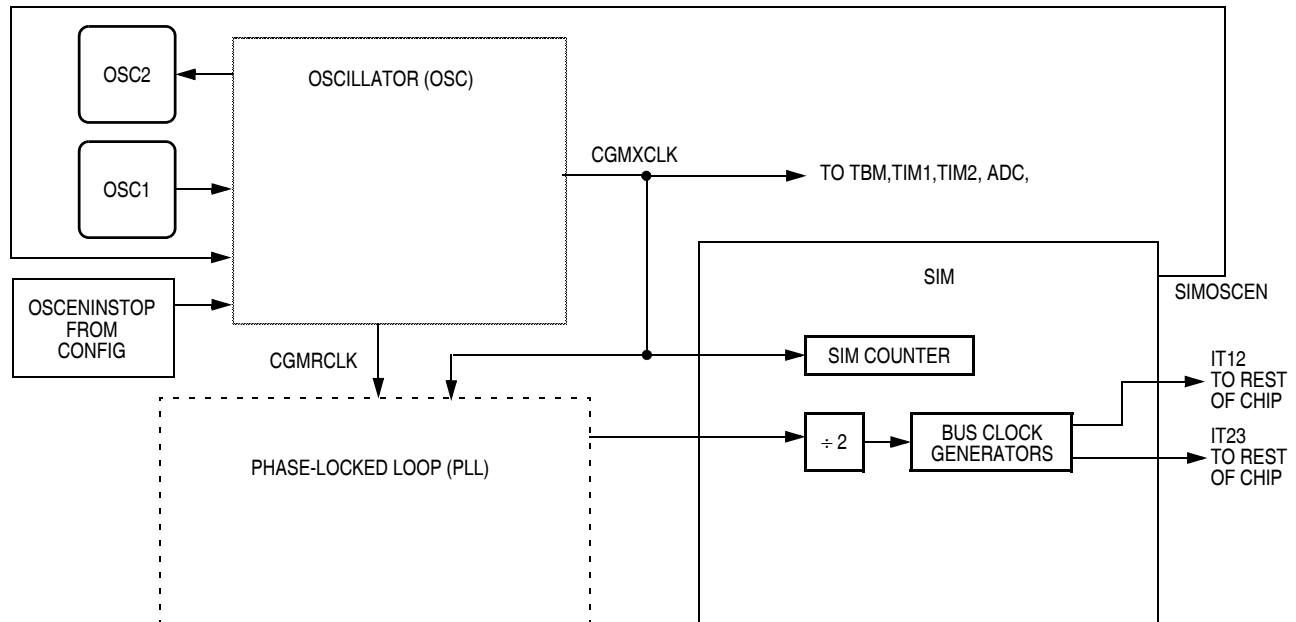 OSC2
OSCILLATOR (OSC)
CGMXCLK
OSC1
TO TBM,TIM1,TIM2, ADC,
SIM
SIMOSCEN
OSCENINSTOP
FROM
CONFIG
CGMRCLK
SIM COUNTER
IT12
TO REST
OF CHIP
÷ 2
BUS CLOCK
GENERATORS
IT23
TO REST
OF CHIP
PHASE-LOCKED LOOP (PLL)